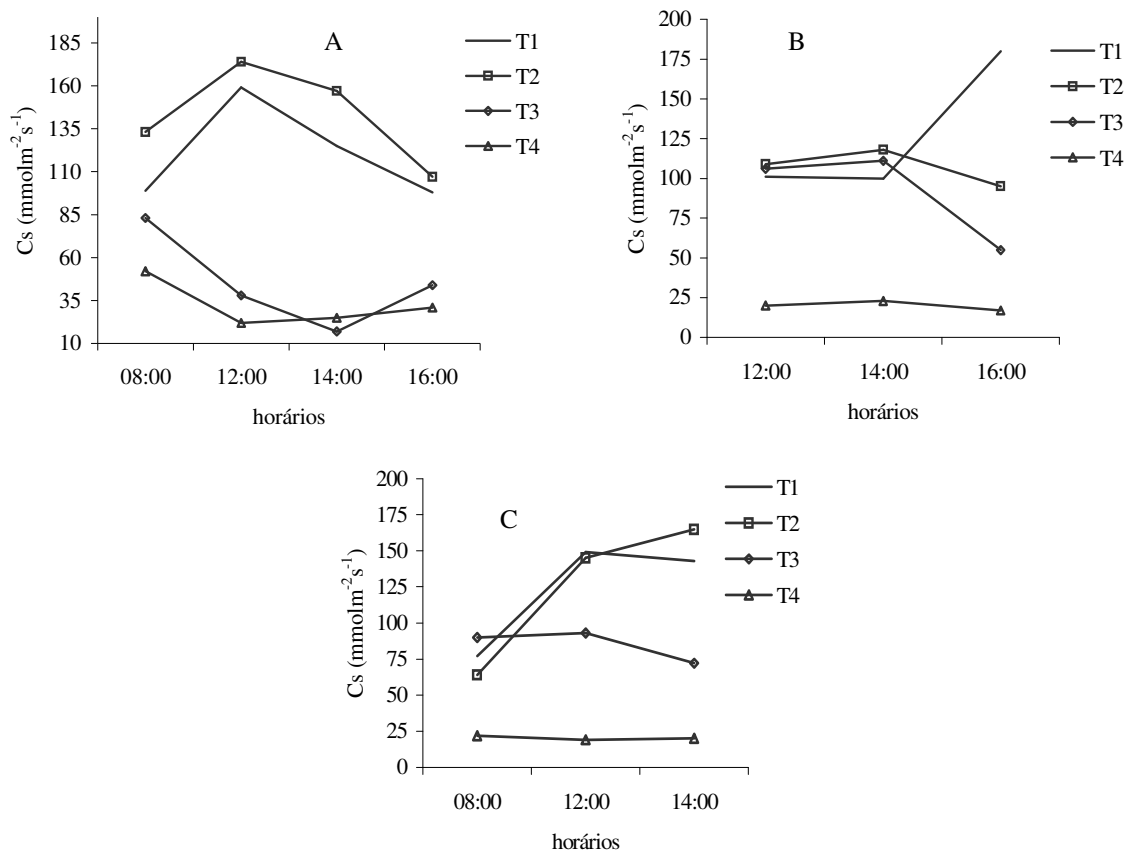 A
Cs (mmolm⁻²s⁻¹)
185
160
135
110
85
60
35
10
08:00 12:00 14:00 16:00
horários
T1
T2
T3
T4
B
Cs (mmolm⁻²s⁻¹)
200
175
150
125
100
75
50
25
0
12:00 14:00 16:00
horários
T1
T2
T3
T4
C
Cs (mmolm⁻²s⁻¹)
200
175
150
125
100
75
50
25
0
08:00 12:00 14:00
horários
T1
T2
T3
T4